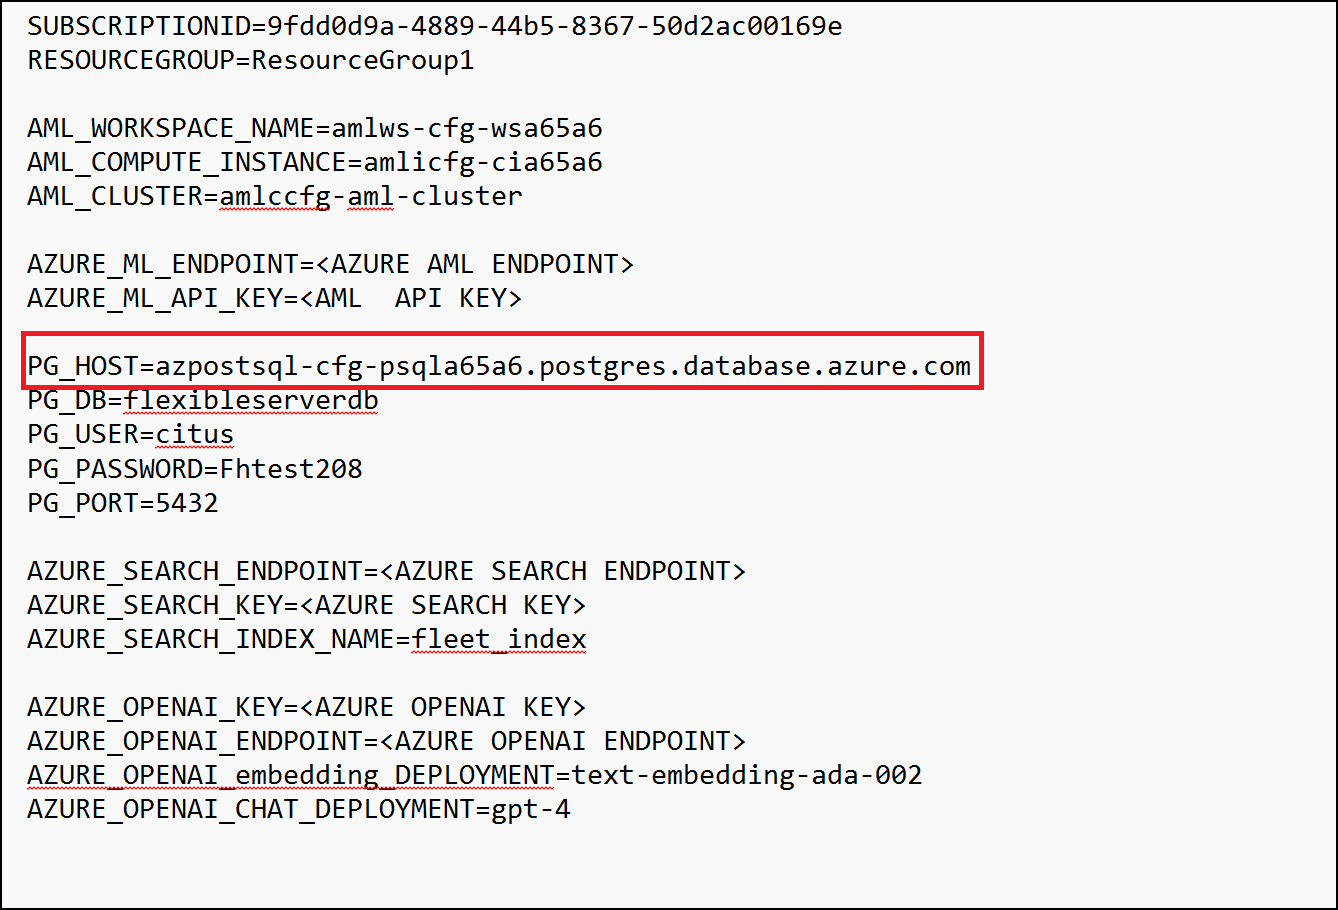 SUBSCRIPTIONID=9fdd0d9a-4889-44b5-8367-50d2ac00169e
RESOURCEGROUP=ResourceGroup1
AML_WORKSPACE_NAME=amlws-cfg-wsa65a6
AML_COMPUTE_INSTANCE=amlicfg-cia65a6
AML_CLUSTER=amlccfg-aml-cluster
AZURE_ML_ENDPOINT=<AZURE AML ENDPOINT>
AZURE_ML_API_KEY=<AML  API KEY>
PG_HOST=azpostsql-cfg-psqla65a6.postgres.database.azure.com
PG_DB=flexibleserverdb
PG_USER=citus
PG_PASSWORD=Fhtest208
PG_PORT=5432
AZURE_SEARCH_ENDPOINT=<AZURE SEARCH ENDPOINT>
AZURE_SEARCH_KEY=<AZURE SEARCH KEY>
AZURE_SEARCH_INDEX_NAME=fleet_index
AZURE_OPENAI_KEY=<AZURE OPENAI KEY>
AZURE_OPENAI_ENDPOINT=<AZURE OPENAI ENDPOINT>
AZURE_OPENAI_embedding_DEPLOYMENT=text-embedding-ada-002
AZURE_OPENAI_CHAT_DEPLOYMENT=gpt-4